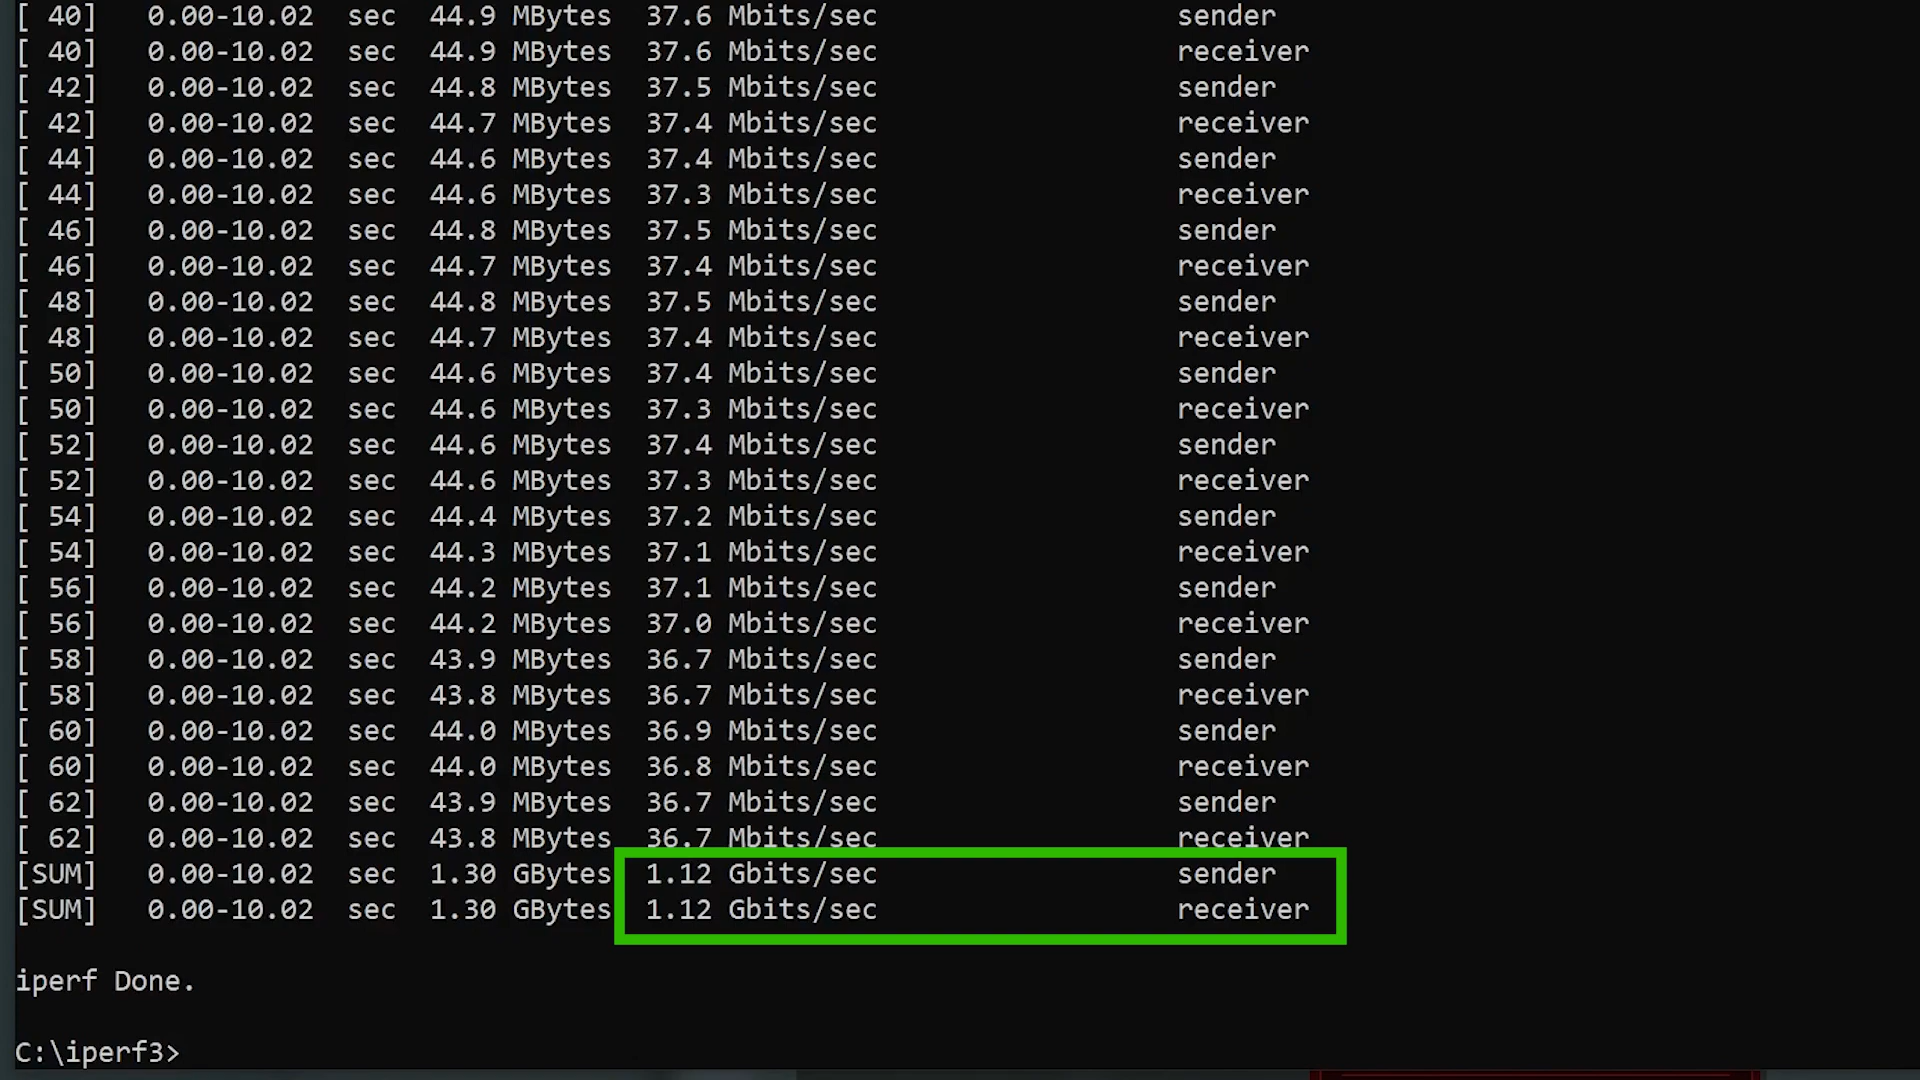 [ 40]   0.00-10.02  sec  44.9 MBytes  37.6 Mbits/sec                  sender
[ 40]   0.00-10.02  sec  44.9 MBytes  37.6 Mbits/sec                  receiver
[ 42]   0.00-10.02  sec  44.8 MBytes  37.5 Mbits/sec                  sender
[ 42]   0.00-10.02  sec  44.7 MBytes  37.4 Mbits/sec                  receiver
[ 44]   0.00-10.02  sec  44.6 MBytes  37.4 Mbits/sec                  sender
[ 44]   0.00-10.02  sec  44.6 MBytes  37.3 Mbits/sec                  receiver
[ 46]   0.00-10.02  sec  44.8 MBytes  37.5 Mbits/sec                  sender
[ 46]   0.00-10.02  sec  44.7 MBytes  37.4 Mbits/sec                  receiver
[ 48]   0.00-10.02  sec  44.8 MBytes  37.5 Mbits/sec                  sender
[ 48]   0.00-10.02  sec  44.7 MBytes  37.4 Mbits/sec                  receiver
[ 50]   0.00-10.02  sec  44.6 MBytes  37.4 Mbits/sec                  sender
[ 50]   0.00-10.02  sec  44.6 MBytes  37.3 Mbits/sec                  receiver
[ 52]   0.00-10.02  sec  44.6 MBytes  37.4 Mbits/sec                  sender
[ 52]   0.00-10.02  sec  44.6 MBytes  37.3 Mbits/sec                  receiver
[ 54]   0.00-10.02  sec  44.4 MBytes  37.2 Mbits/sec                  sender
[ 54]   0.00-10.02  sec  44.3 MBytes  37.1 Mbits/sec                  receiver
[ 56]   0.00-10.02  sec  44.2 MBytes  37.1 Mbits/sec                  sender
[ 56]   0.00-10.02  sec  44.2 MBytes  37.0 Mbits/sec                  receiver
[ 58]   0.00-10.02  sec  43.9 MBytes  36.7 Mbits/sec                  sender
[ 58]   0.00-10.02  sec  43.8 MBytes  36.7 Mbits/sec                  receiver
[ 60]   0.00-10.02  sec  44.0 MBytes  36.9 Mbits/sec                  sender
[ 60]   0.00-10.02  sec  44.0 MBytes  36.8 Mbits/sec                  receiver
[ 62]   0.00-10.02  sec  43.9 MBytes  36.7 Mbits/sec                  sender
[ 62]   0.00-10.02  sec  43.8 MBytes  36.7 Mbits/sec                  receiver
[SUM]   0.00-10.02  sec  1.30 GBytes  1.12 Gbits/sec                  sender
[SUM]   0.00-10.02  sec  1.30 GBytes  1.12 Gbits/sec                  receiver
iperf Done.
C:\iperf3>